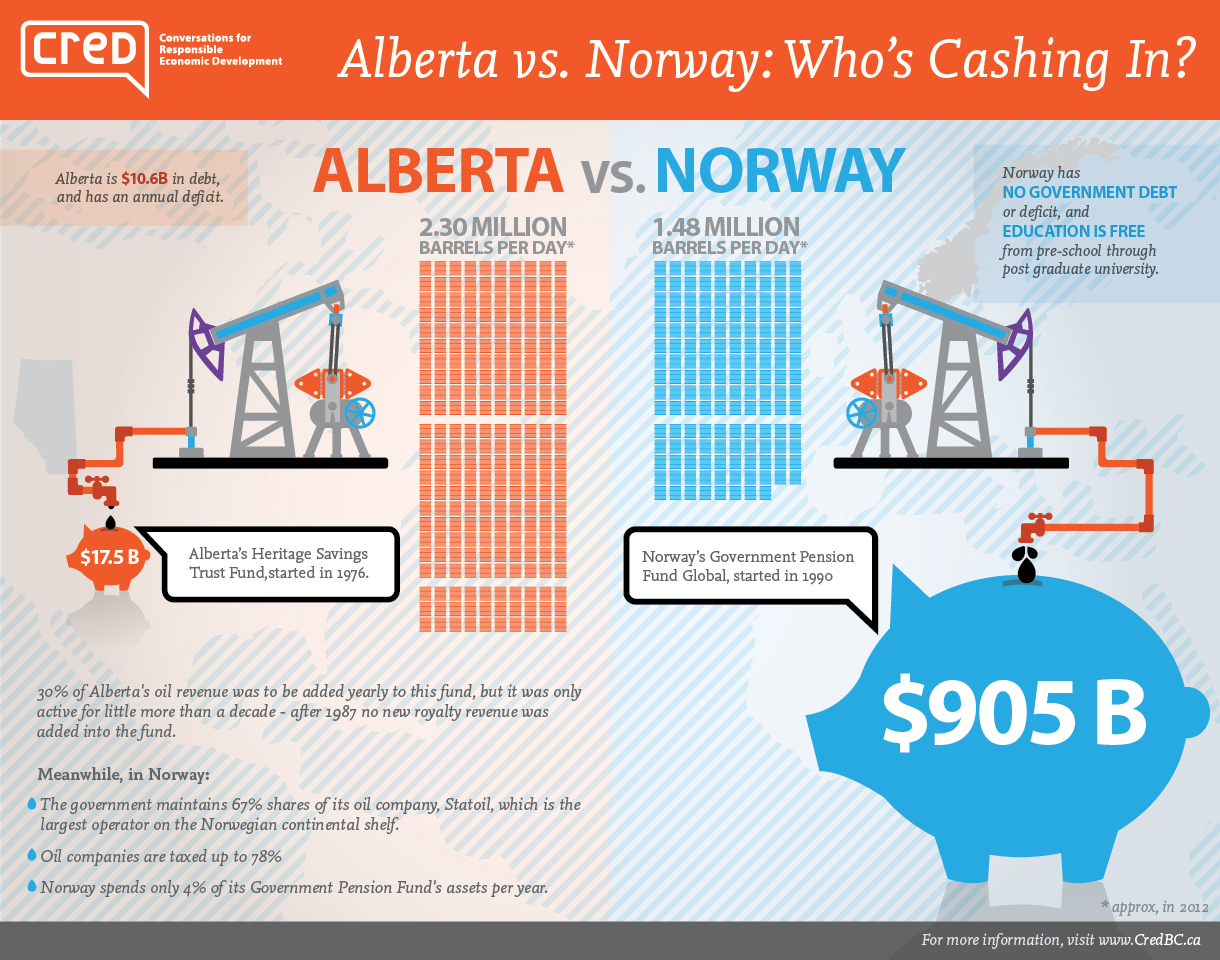 CRED
Conversations for
Responsible
Economic Development
Alberta vs. Norway: Who's Cashing In?
ALBERTA vs. NORWAY
Alberta is $10.6B in debt,
and has an annual deficit.
2.30 MILLION
BARRELS PER DAY*
1.48 MILLION
BARRELS PER DAY*
Norway has
NO GOVERNMENT DEBT
or deficit, and
EDUCATION IS FREE
from pre-school through
post graduate university.
$17.5 B
Alberta's Heritage Savings
Trust Fund,started in 1976.
Norway's Government Pension
Fund Global, started in 1990
$905 B
30% of Alberta's oil revenue was to be added yearly to this fund, but it was only
active for little more than a decade - after 1987 no new royalty revenue was
added into the fund.
Meanwhile, in Norway:
The government maintains 67% shares of its oil company, Statoil, which is the
largest operator on the Norwegian continental shelf.
Oil companies are taxed up to 78%
Norway spends only 4% of its Government Pension Fund's assets per year.
* approx, in 2012
For more information, visit www.CredBC.ca